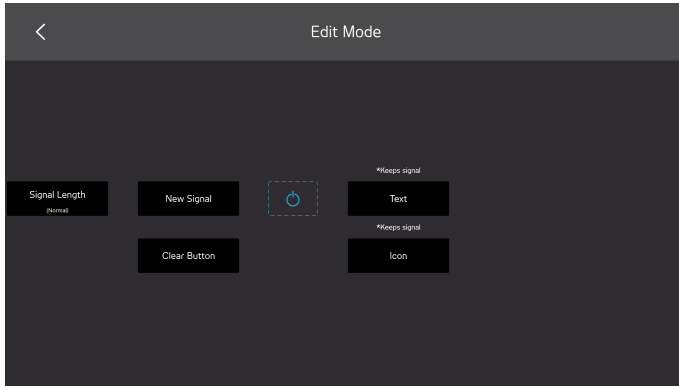 Edit Mode
*Keeps signal
Signal Length
(Normal)
New Signal
Text
*Keeps signal
Clear Button
Icon